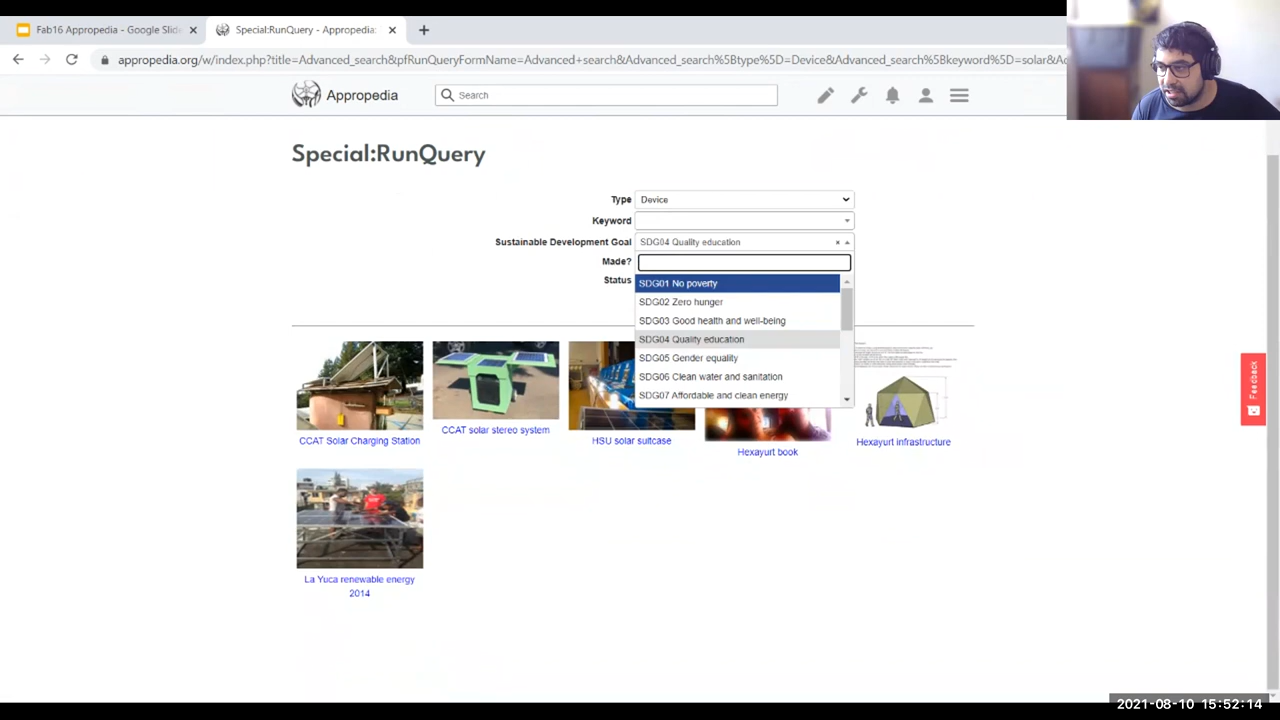 Fab16 Appropedia - Google Slid
Special:RunQuery - Appropedia:
appropedia.org/w/index.php?title=Advanced_search&pfRunQueryFormName=Advanced+search&Advanced_search%5Btype%5D=Device&Advanced_search%5Bkeyword%5D=solar&Ad
Appropedia
Search
Special:RunQuery
Type Device
Keyword
Sustainable Development Goal SDG04 Quality education
Made?
Status
SDG01 No poverty
SDG02 Zero hunger
SDG03 Good health and well-being
SDG04 Quality education
SDG05 Gender equality
SDG06 Clean water and sanitation
SDG07 Affordable and clean energy
Feedback
CCAT Solar Charging Station
CCAT solar stereo system
HSU solar suitcase
Hexayurt book
Hexayurt infrastructure
La Yuca renewable energy
2014
2021-08-10 15:52:14